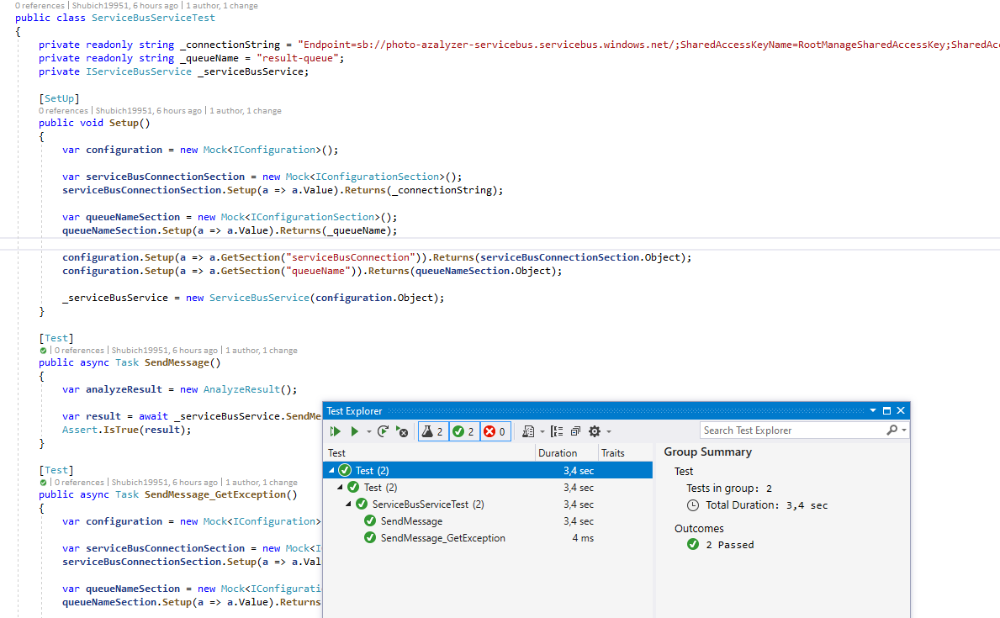 0 references | Shubich19951, 6 hours ago | 1 author, 1 change
public class ServiceBusServiceTest
{
private readonly string _connectionString = "Endpoint=sb://photo-azalyzer-servicebus.servicebus.windows.net/;SharedAccessKeyName=RootManageSharedAccessKey;SharedAcc
private readonly string _queueName = "result-queue";
private IServiceBusService _serviceBusService;
[SetUp]
0 references | Shubich19951, 6 hours ago | 1 author, 1 change
public void Setup()
{
var configuration = new Mock<IConfiguration>();
var serviceBusConnectionSection = new Mock<IConfigurationSection>();
serviceBusConnectionSection.Setup(a => a.Value).Returns(_connectionString);
var queueNameSection = new Mock<IConfigurationSection>();
queueNameSection.Setup(a => a.Value).Returns(_queueName);
configuration.Setup(a => a.GetSection("serviceBusConnection")).Returns(serviceBusConnectionSection.Object);
configuration.Setup(a => a.GetSection("queueName")).Returns(queueNameSection.Object);
_serviceBusService = new ServiceBusService(configuration.Object);
}
[Test]
| 0 references | Shubich19951, 6 hours ago | 1 author, 1 change
public async Task SendMessage()
{
var analyzeResult = new AnalyzeResult();
var result = await _serviceBusService.SendMe
Assert.IsTrue(result);
}
[Test]
| 0 references | Shubich19951, 6 hours ago | 1 author, 1 change
public async Task SendMessage_GetException()
{
var configuration = new Mock<IConfiguration>
var serviceBusConnectionSection = new Mock<I
serviceBusConnectionSection.Setup(a => a.Val
var queueNameSection = new Mock<IConfigurati
queueNameSection.Setup(a => a.Value).Returns
Test Explorer
2 2 0
Search Test Explorer
Test Duration Traits
Test (2) 3,4 sec
Test (2) 3,4 sec
ServiceBusServiceTest (2) 3,4 sec
SendMessage 3,4 sec
SendMessage_GetException 4 ms
Group Summary
Test
Tests in group: 2
Total Duration: 3,4 sec
Outcomes
2 Passed